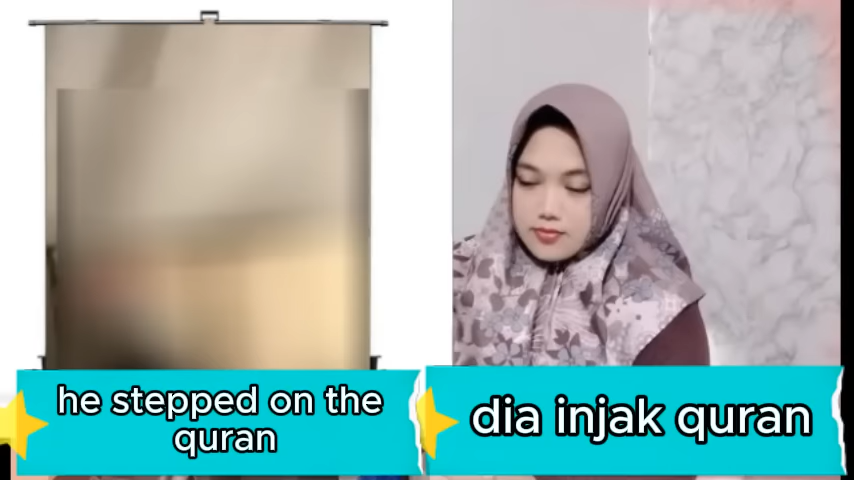 he stepped on the
quran
dia injak quran